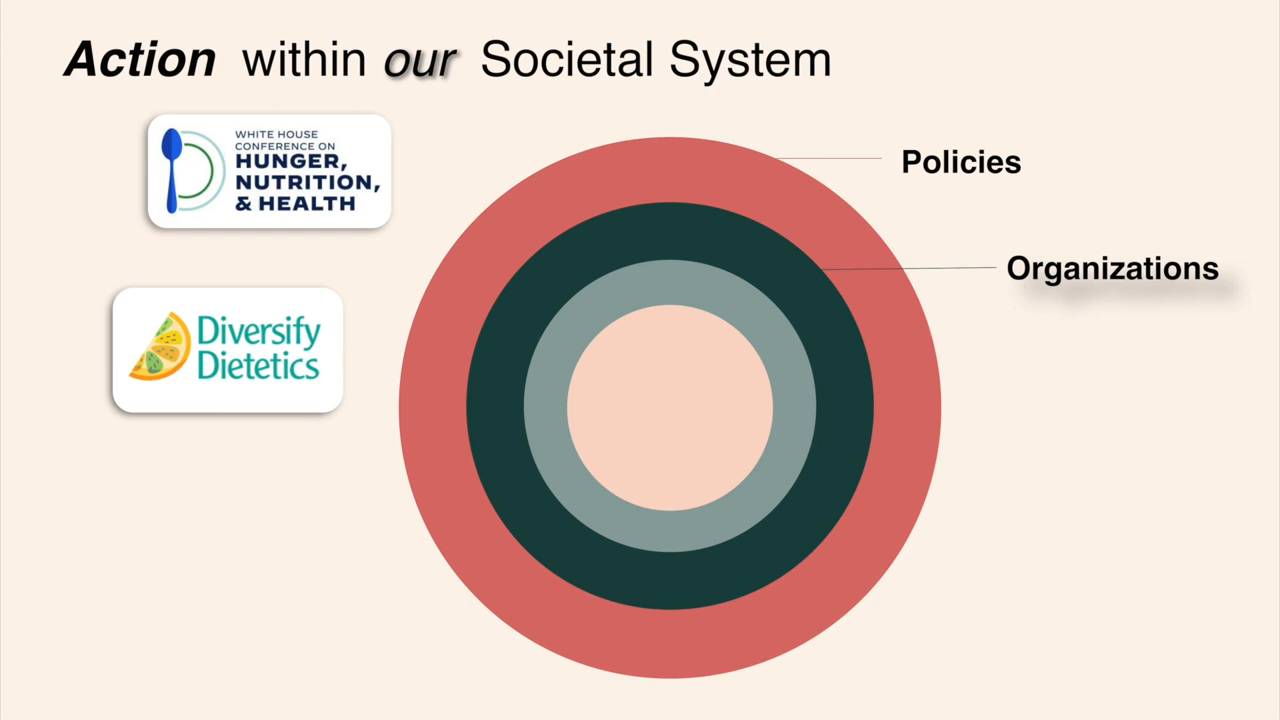 Action within our Societal System
WHITE HOUSE
CONFERENCE ON
HUNGER,
NUTRITION,
& HEALTH
Policies
Organizations
Diversify
Dietetics